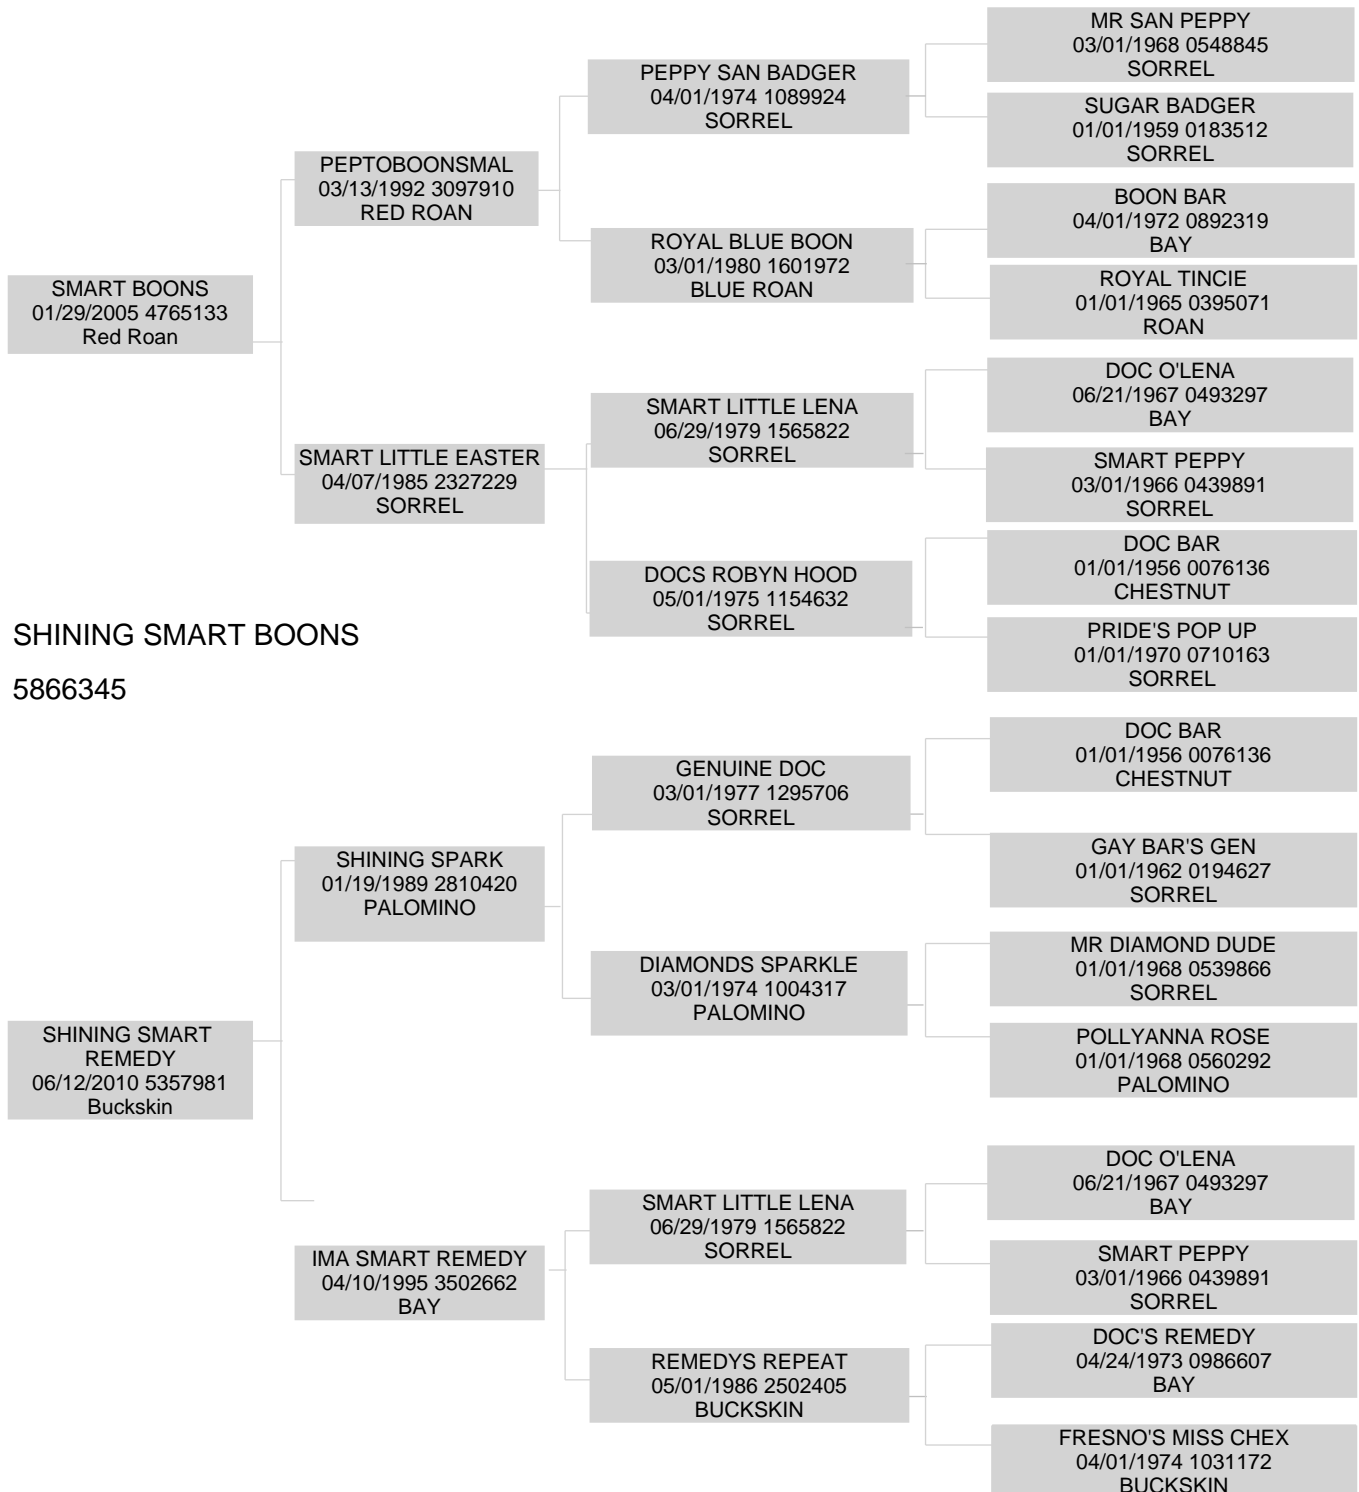 MR SAN PEPPY
03/01/1968 0548845
SORREL
PEPPY SAN BADGER
04/01/1974 1089924
SORREL
SUGAR BADGER
01/01/1959 0183512
SORREL
PEPTOBOONSMAL
03/13/1992 3097910
RED ROAN
BOON BAR
04/01/1972 0892319
BAY
ROYAL BLUE BOON
03/01/1980 1601972
BLUE ROAN
ROYAL TINCIE
01/01/1965 0395071
ROAN
SMART BOONS
01/29/2005 4765133
Red Roan
DOC O'LENA
06/21/1967 0493297
BAY
SMART LITTLE LENA
06/29/1979 1565822
SORREL
SMART PEPPY
03/01/1966 0439891
SORREL
SMART LITTLE EASTER
04/07/1985 2327229
SORREL
DOC BAR
01/01/1956 0076136
CHESTNUT
DOCS ROBYN HOOD
05/01/1975 1154632
SORREL
PRIDE'S POP UP
01/01/1970 0710163
SORREL
SHINING SMART BOONS
5866345
DOC BAR
01/01/1956 0076136
CHESTNUT
GENUINE DOC
03/01/1977 1295706
SORREL
GAY BAR'S GEN
01/01/1962 0194627
SORREL
SHINING SPARK
01/19/1989 2810420
PALOMINO
MR DIAMOND DUDE
01/01/1968 0539866
SORREL
DIAMONDS SPARKLE
03/01/1974 1004317
PALOMINO
POLLYANNA ROSE
01/01/1968 0560292
PALOMINO
SHINING SMART
REMEDY
06/12/2010 5357981
Buckskin
DOC O'LENA
06/21/1967 0493297
BAY
SMART LITTLE LENA
06/29/1979 1565822
SORREL
SMART PEPPY
03/01/1966 0439891
SORREL
IMA SMART REMEDY
04/10/1995 3502662
BAY
DOC'S REMEDY
04/24/1973 0986607
BAY
REMEDYS REPEAT
05/01/1986 2502405
BUCKSKIN
FRESNO'S MISS CHEX
04/01/1974 1031172
BUCKSKIN